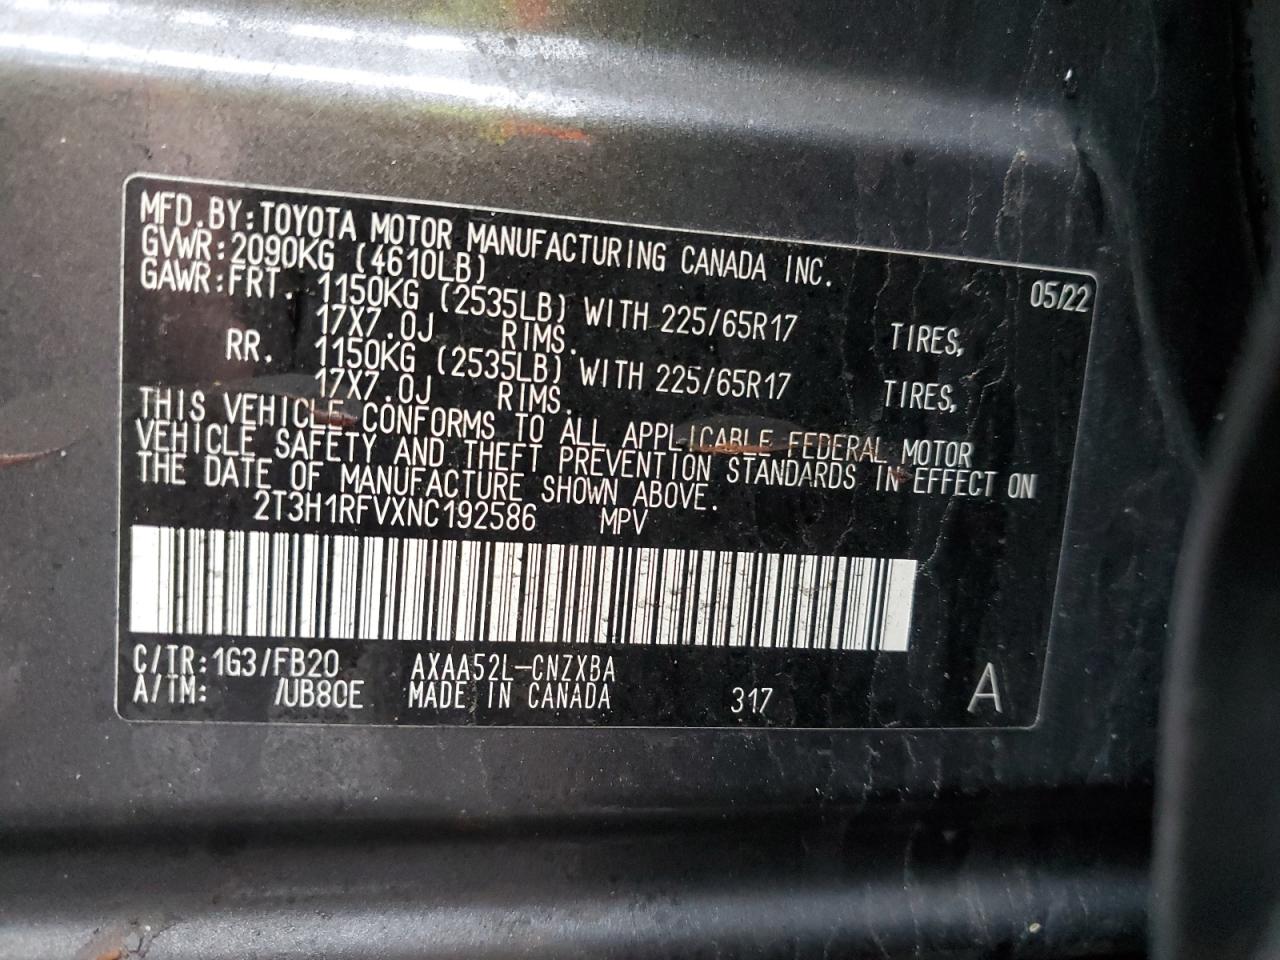 MFD.BY:TOYOTA MOTOR MANUFACTURING CANADA INC. 05/22
GVWR:2090KG (4610LB)
GAWR:FRT. 1150KG (2535LB) WITH 225/65R17 TIRES,
17X7.0J RIMS.
RR. 1150KG (2535LB) WITH 225/65R17 TIRES,
17X7.0J RIMS.
THIS VEHICLE CONFORMS TO ALL APPLICABLE FEDERAL MOTOR
VEHICLE SAFETY AND THEFT PREVENTION STANDARDS IN EFFECT ON
THE DATE OF MANUFACTURE SHOWN ABOVE.
2T3H1RFVXNC192586 MPV
C/TR:1G3/FB20 AXAA52L-CNZXBA
A/TM: /UB80E MADE IN CANADA 317 A